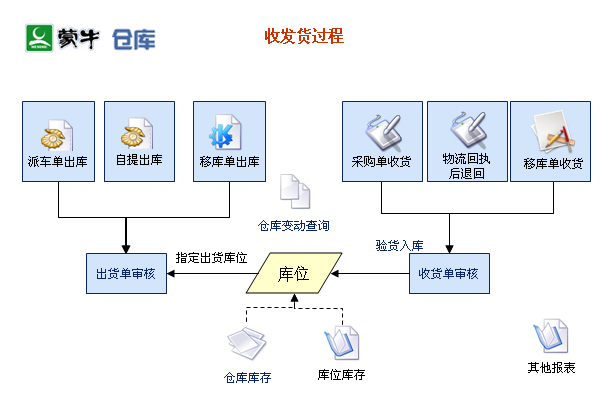 蒙牛 仓库
收发货过程
派车单出库
自提出库
移库单出库
采购单收货
物流回执
后退回
移库单收货
仓库变动查询
指定出货库位
验货入库
出货单审核
库位
收货单审核
仓库库存
库位库存
其他报表